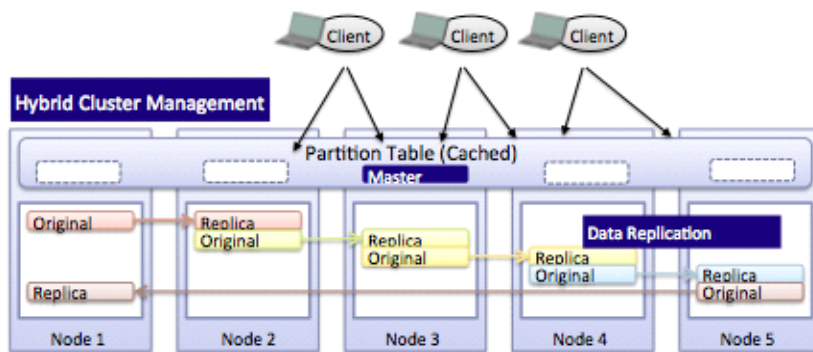 Client
Client
Client
Hybrid Cluster Management
Partition Table (Cached)
Master
Original
Replica
Original
Replica
Original
Data Replication
Replica
Original
Replica
Original
Replica
Node 1
Node 2
Node 3
Node 4
Node 5